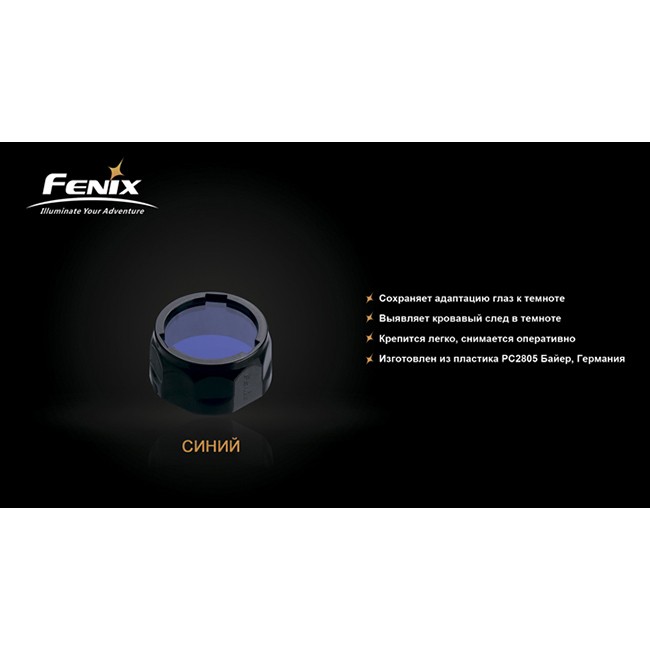 FENIX
Illuminate Your Adventure
Сохраняет адаптацию глаз к темноте
Выявляет кровавый след в темноте
Крепится легко, снимается оперативно
Изготовлен из пластика PC2805 Байер, Германия
СИНИЙ